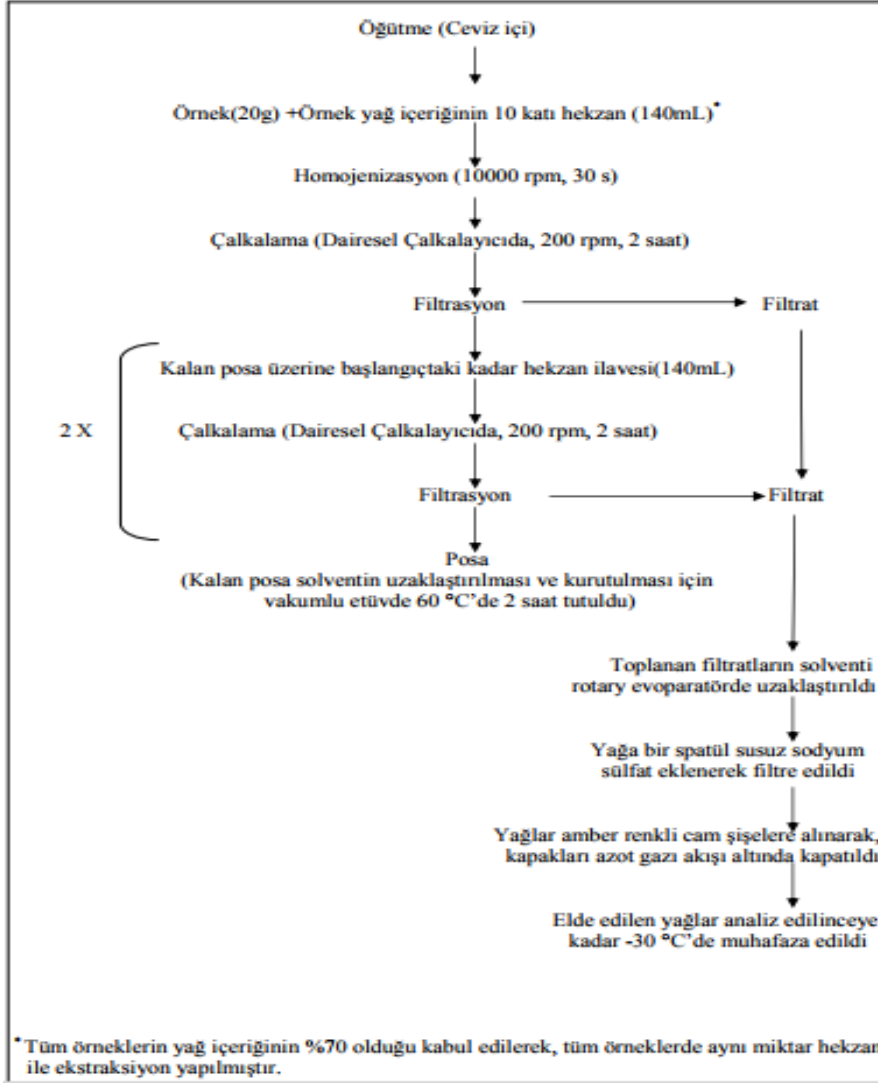 Öğütme (Ceviz içi)
Örnek(20g) +Örnek yağ içeriğinin 10 katı hekzan (140mL)*
Homojenizasyon (10000 rpm, 30 s)
Çalkalama (Dairesel Çalkalayıcıda, 200 rpm, 2 saat)
Filtrasyon
Filtrat
Kalan posa üzerine başlangıçtaki kadar hekzan ilavesi(140mL)
2 X
Çalkalama (Dairesel Çalkalayıcıda, 200 rpm, 2 saat)
Filtrasyon
Filtrat
Posa
(Kalan posa solventin uzaklaştırılması ve kurutulması için
vakumlu etüvde 60 °C'de 2 saat tutuldu)
Toplanan filtratların solventi
rotary evoparatörde uzaklaştırıldı
Yağa bir spatül susuz sodyum
sülfat eklenerek filtre edildi
Yağlar amber renkli cam şişelere alınarak,
kapakları azot gazı akışı altında kapatıldı
Elde edilen yağlar analiz edilinceye
kadar -30 °C'de muhafaza edildi
*Tüm örneklerin yağ içeriğinin %70 olduğu kabul edilerek, tüm örneklerde aynı miktar hekzan
ile ekstraksiyon yapılmıştır.